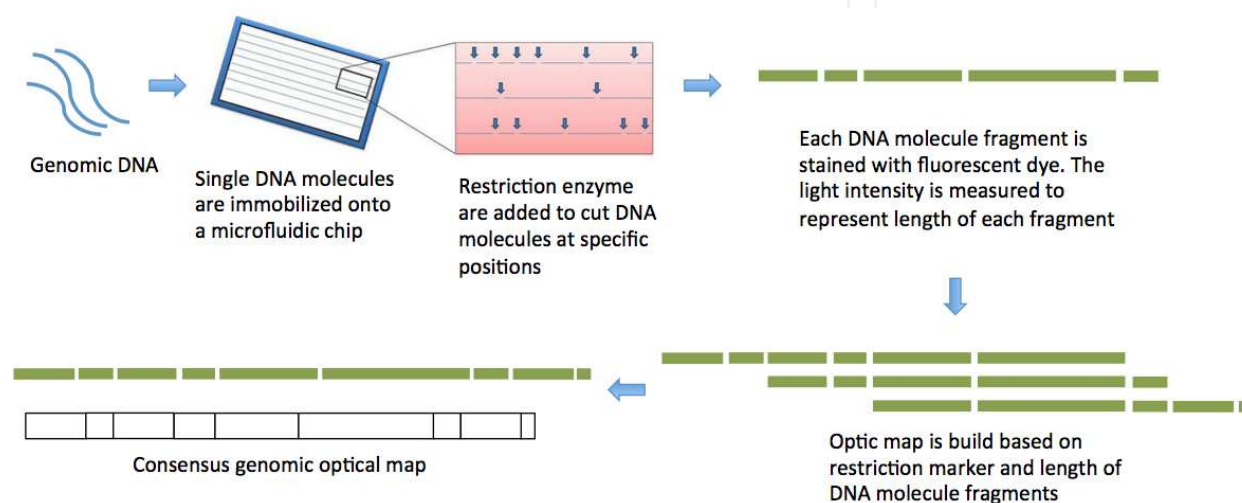 Genomic DNA
Single DNA molecules
are immobilized onto
a microfluidic chip
Restriction enzyme
are added to cut DNA
molecules at specific
positions
Each DNA molecule fragment is
stained with fluorescent dye. The
light intensity is measured to
represent length of each fragment
Optic map is build based on
restriction marker and length of
DNA molecule fragments
Consensus genomic optical map